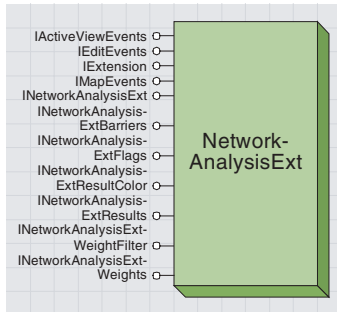 IActiveViewEvents
IEditEvents
IExtension
IMapEvents
INetworkAnalysisExt
INetworkAnalysis-
ExtBarriers
INetworkAnalysis-
ExtFlags
INetworkAnalysis-
ExtResultColor
INetworkAnalysis-
ExtResults
INetworkAnalysisExt-
WeightFilter
INetworkAnalysisExt-
Weights
Network-
AnalysisExt